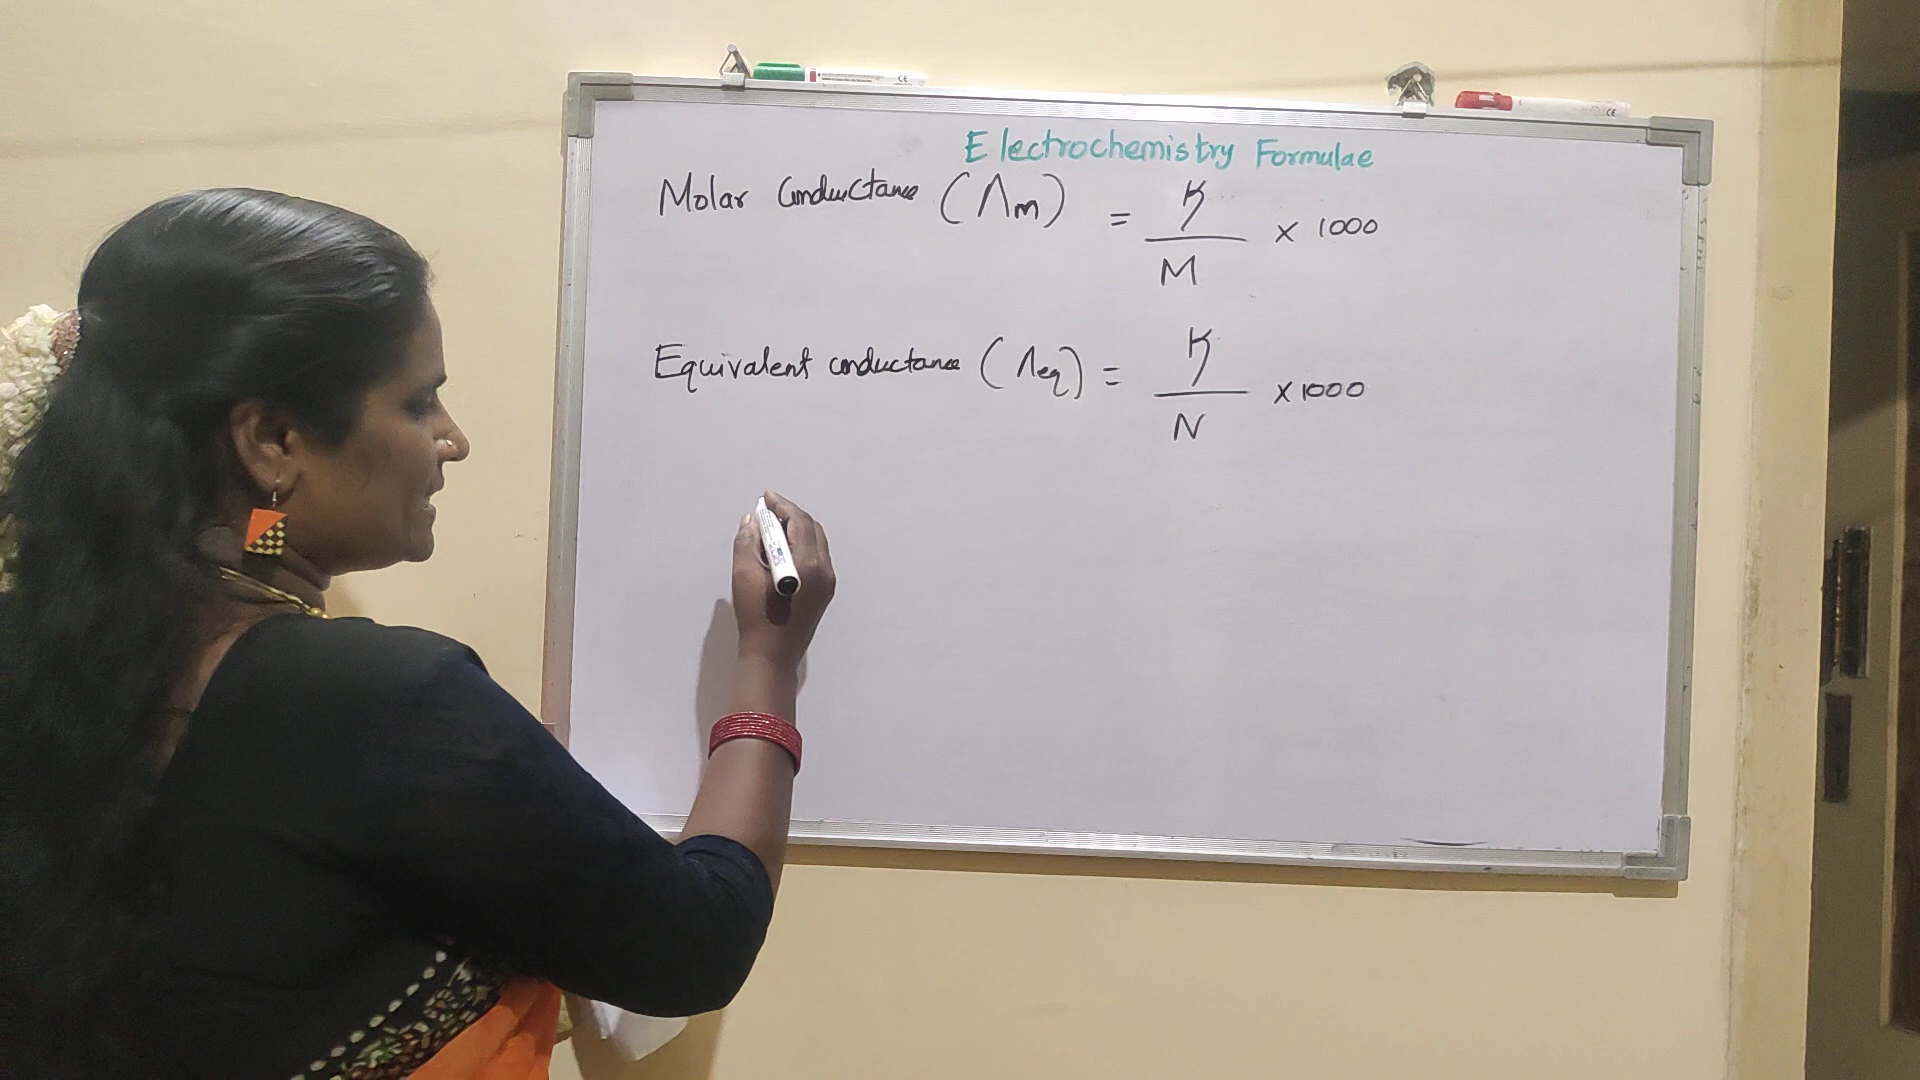 Electrochemistry Formulae
Molar Conductance (Λm) = K/M × 1000
Equivalent conductance (Λeq) = K/N × 1000